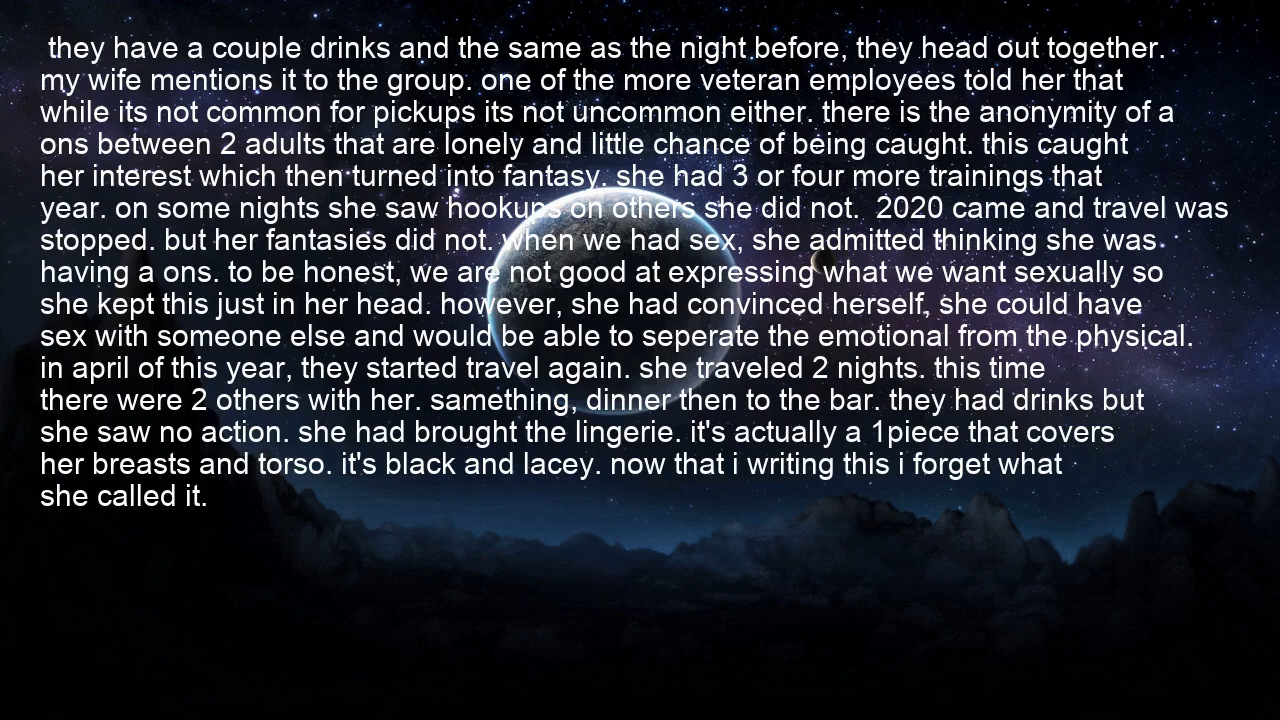 they have a couple drinks and the same as the night before, they head out together.
my wife mentions it to the group. one of the more veteran employees told her that
while its not common for pickups its not uncommon either. there is the anonymity of a
ons between 2 adults that are lonely and little chance of being caught. this caught
her interest which then turned into fantasy. she had 3 or four more trainings that
year. on some nights she saw hookups on others she did not.  2020 came and travel was
stopped. but her fantasies did not. when we had sex, she admitted thinking she was
having a ons. to be honest, we are not good at expressing what we want sexually so
she kept this just in her head. however, she had convinced herself, she could have
sex with someone else and would be able to seperate the emotional from the physical.
in april of this year, they started travel again. she traveled 2 nights. this time
there were 2 others with her. samething, dinner then to the bar. they had drinks but
she saw no action. she had brought the lingerie. it's actually a 1piece that covers
her breasts and torso. it's black and lacey. now that i writing this i forget what
she called it.